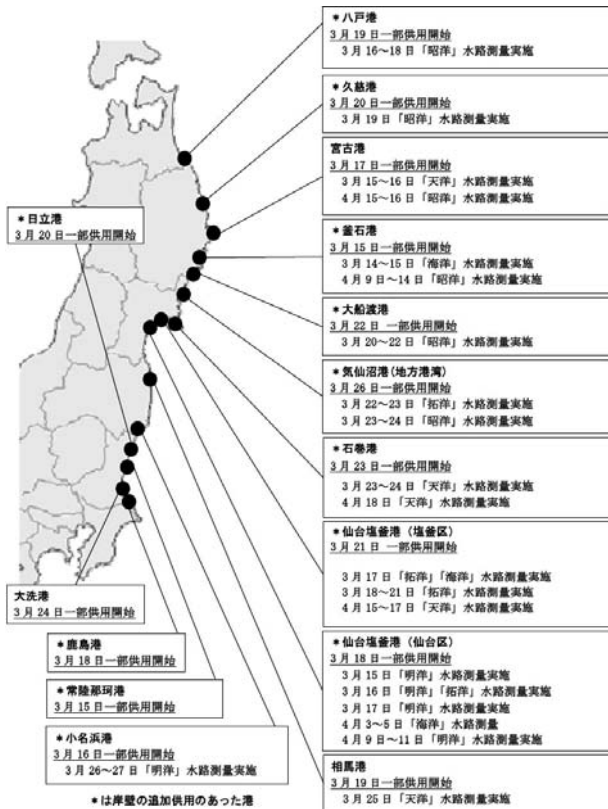 ＊八戸港
3月19日一部供用開始
3月16～18日「昭洋」水路測量実施
＊久慈港
3月20日一部供用開始
3月19日「昭洋」水路測量実施
宮古港
3月17日一部供用開始
3月15～16日「天洋」水路測量実施
4月15～16日「昭洋」水路測量実施
＊釜石港
3月15日一部供用開始
3月14～15日「海洋」水路測量実施
4月9日～14日「昭洋」水路測量実施
＊大船渡港
3月22日 一部供用開始
3月20～22日「昭洋」水路測量実施
＊気仙沼港(地方港湾)
3月26日一部供用開始
3月22～23日「拓洋」水路測量実施
3月23～24日「昭洋」水路測量実施
＊石巻港
3月23日一部供用開始
3月23～24日「天洋」水路測量実施
4月18日「天洋」水路測量実施
＊仙台塩釜港（塩釜区）
3月21日 一部供用開始
3月17日「拓洋」「海洋」水路測量実施
3月18～21日「拓洋」水路測量実施
4月15～17日「天洋」水路測量実施
＊仙台塩釜港（仙台区）
3月18日一部供用開始
3月15日「明洋」水路測量実施
3月16日「明洋」「拓洋」水路測量実施
3月17日「明洋」水路測量実施
4月3～5日「海洋」水路測量
4月9日～11日「明洋」水路測量実施
相馬港
3月19日一部供用開始
3月25日「天洋」水路測量実施
＊日立港
3月20日一部供用開始
大洗港
3月24日一部供用開始
＊鹿島港
3月18日一部供用開始
＊常陸那珂港
3月15日一部供用開始
＊小名浜港
3月16日一部供用開始
3月26～27日「明洋」水路測量実施
＊は岸壁の追加供用のあった港